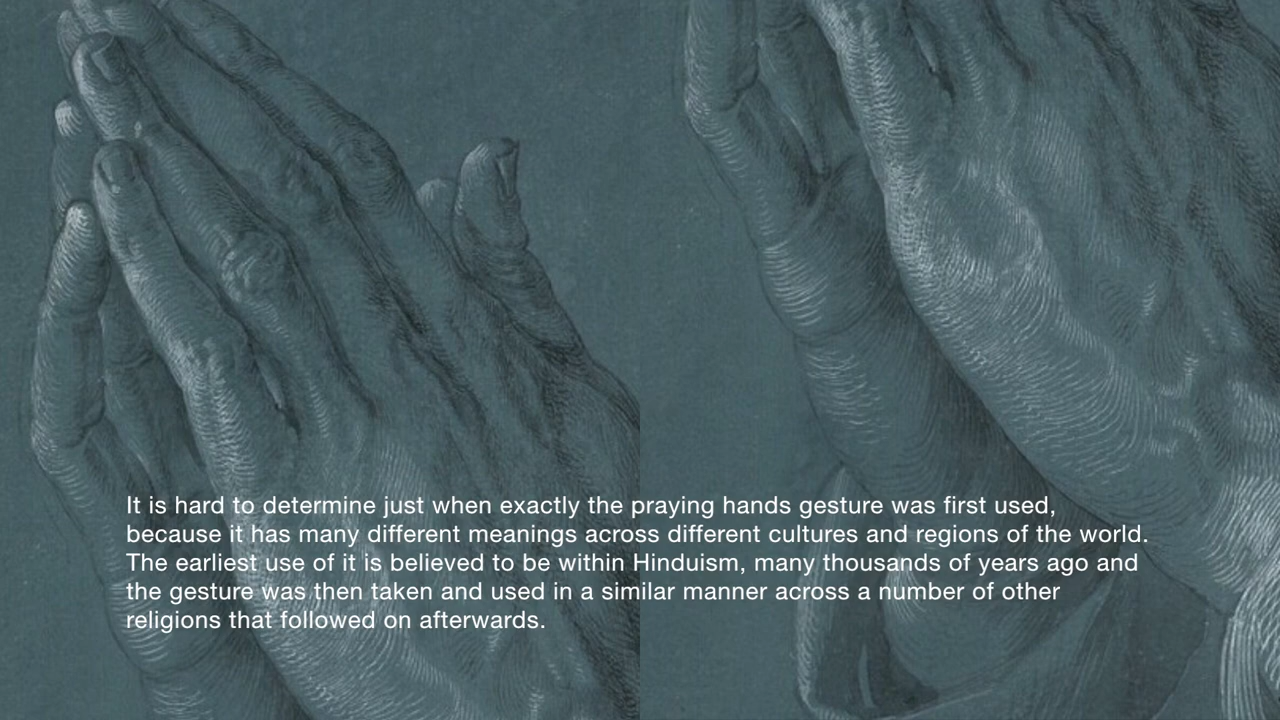 It is hard to determine just when exactly the praying hands gesture was first used,
because it has many different meanings across different cultures and regions of the world.
The earliest use of it is believed to be within Hinduism, many thousands of years ago and
the gesture was then taken and used in a similar manner across a number of other
religions that followed on afterwards.